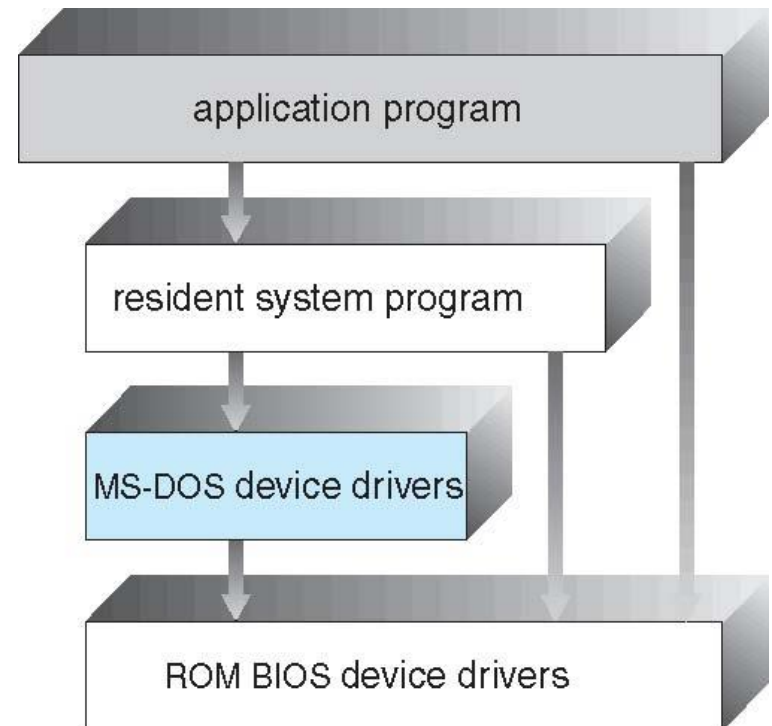 application program
resident system program
MS-DOS device drivers
ROM BIOS device drivers